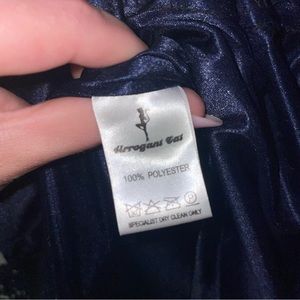 Arrogant Cat
100% POLYESTER
SPECIALIST DRY CLEAN ONLY